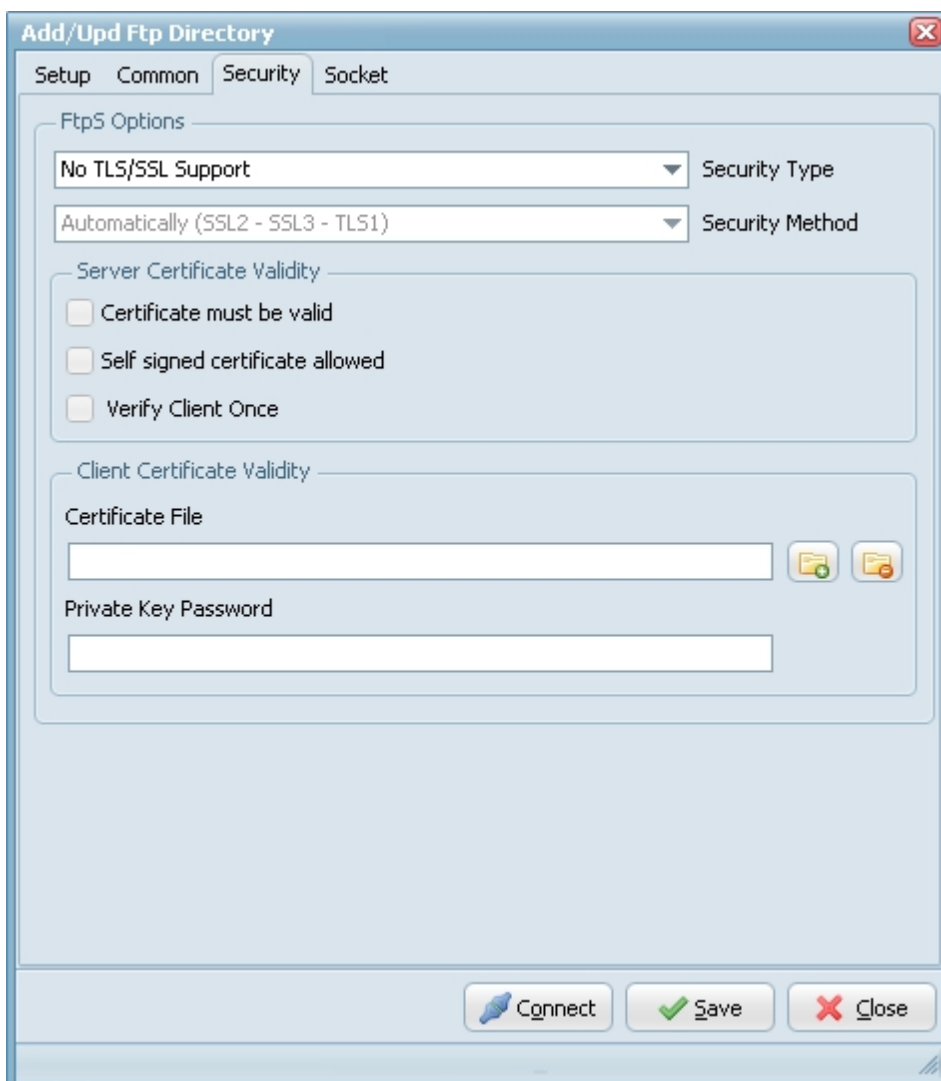 Add/Upd Ftp Directory
Setup Common Security Socket
FtpS Options
No TLS/SSL Support Security Type
Automatically (SSL2 - SSL3 - TLS1) Security Method
Server Certificate Validity
Certificate must be valid
Self signed certificate allowed
Verify Client Once
Client Certificate Validity
Certificate File
Private Key Password
Connect Save Close